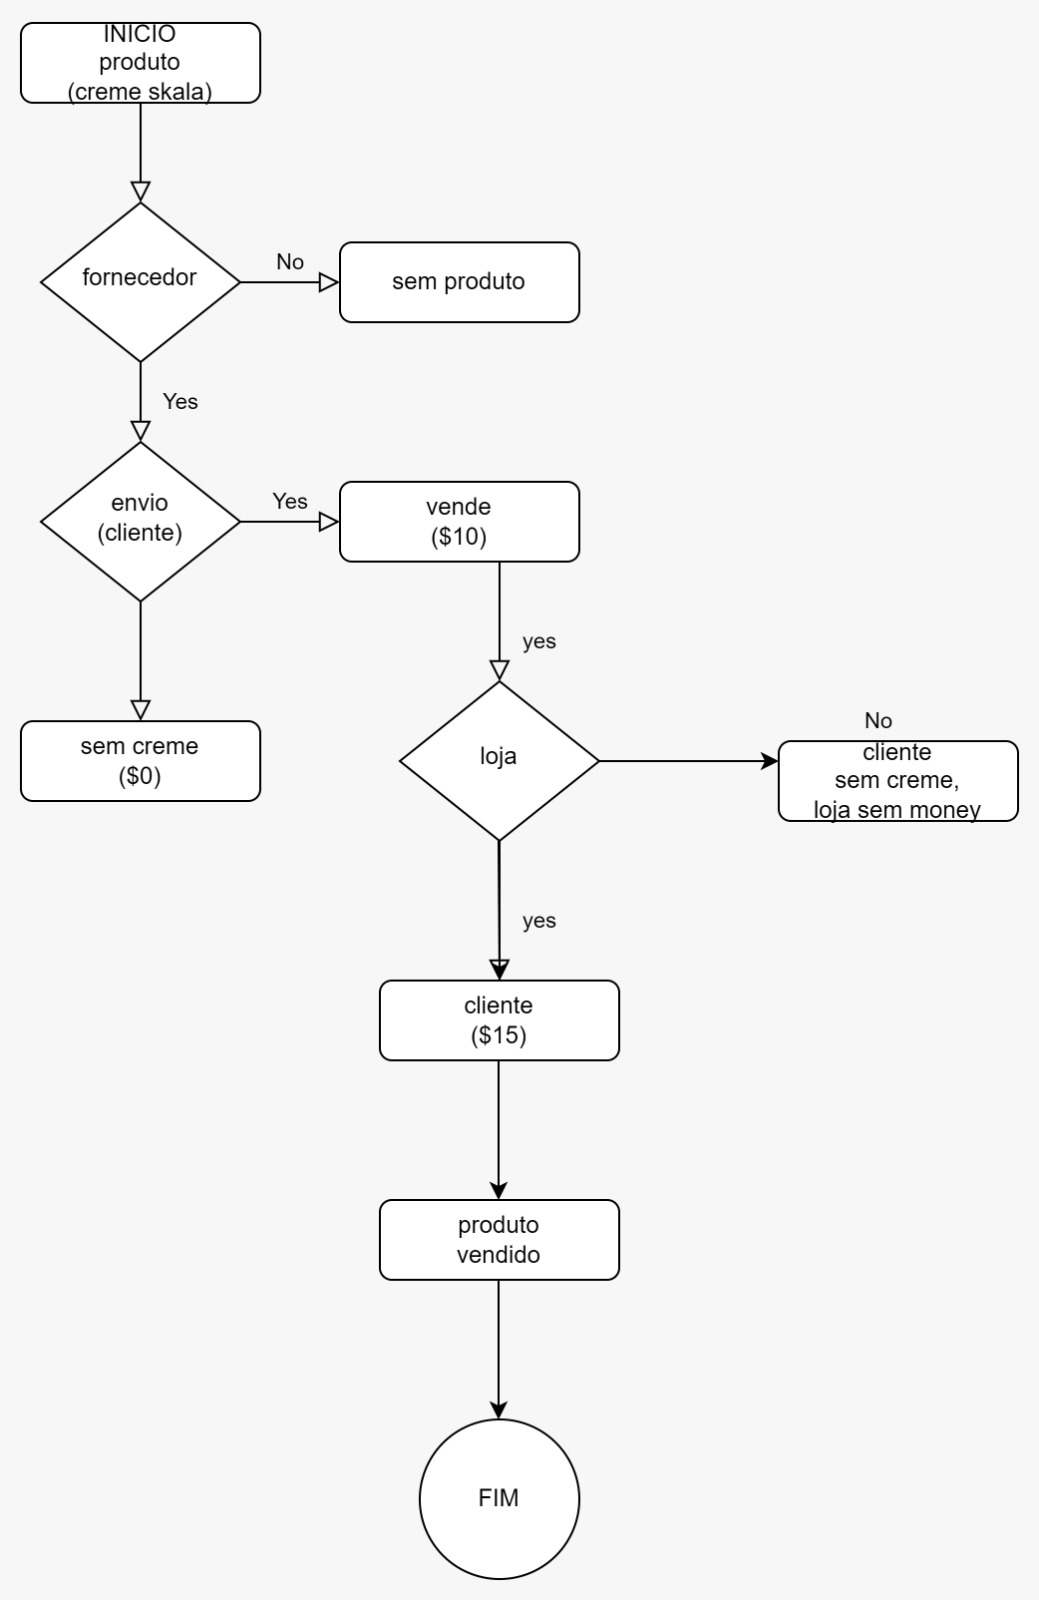 INICIO
produto
(creme skala)
fornecedor
No
sem produto
Yes
envio
(cliente)
Yes
vende
($10)
yes
sem creme
($0)
loja
No
cliente
sem creme,
loja sem money
yes
cliente
($15)
produto
vendido
FIM